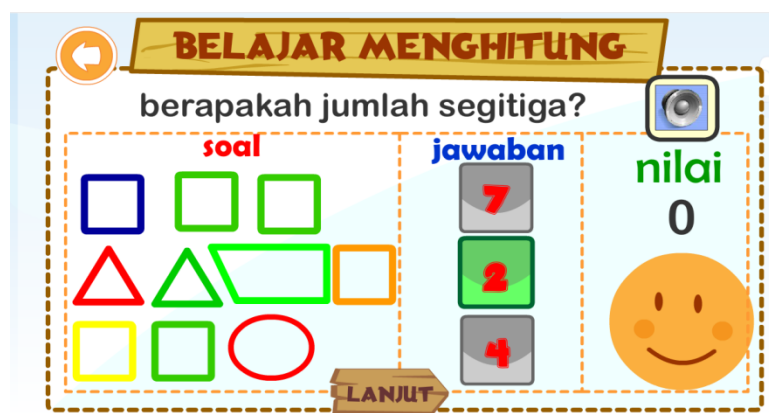 BELAJAR MENGHITUNG
berapakah jumlah segitiga?
soal
jawaban
nilai
7
0
2
4
LANJUT